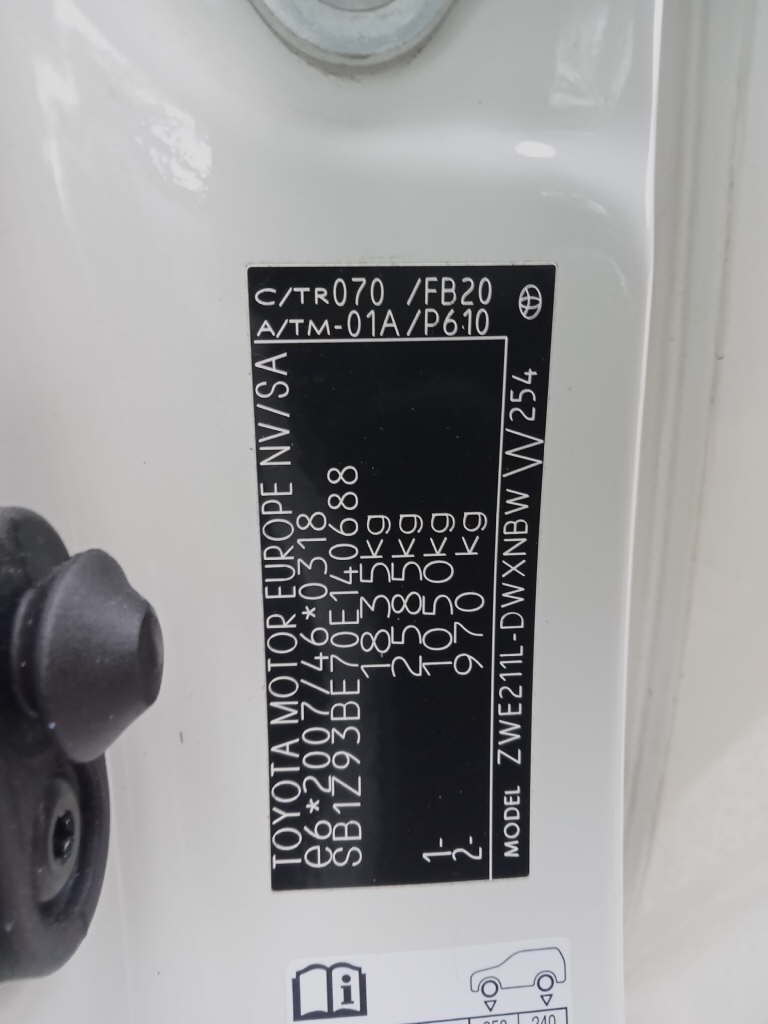 C/TR070 /FB20
A/TM-01A/P610
TOYOTA MOTOR EUROPE NV/SA
e6*2007/46*0318
SB1Z93BE70E140688
1835kg
2585kg
1- 1050kg
2- 970 kg
MODEL ZWE211L-DWXNBW W254
i
240